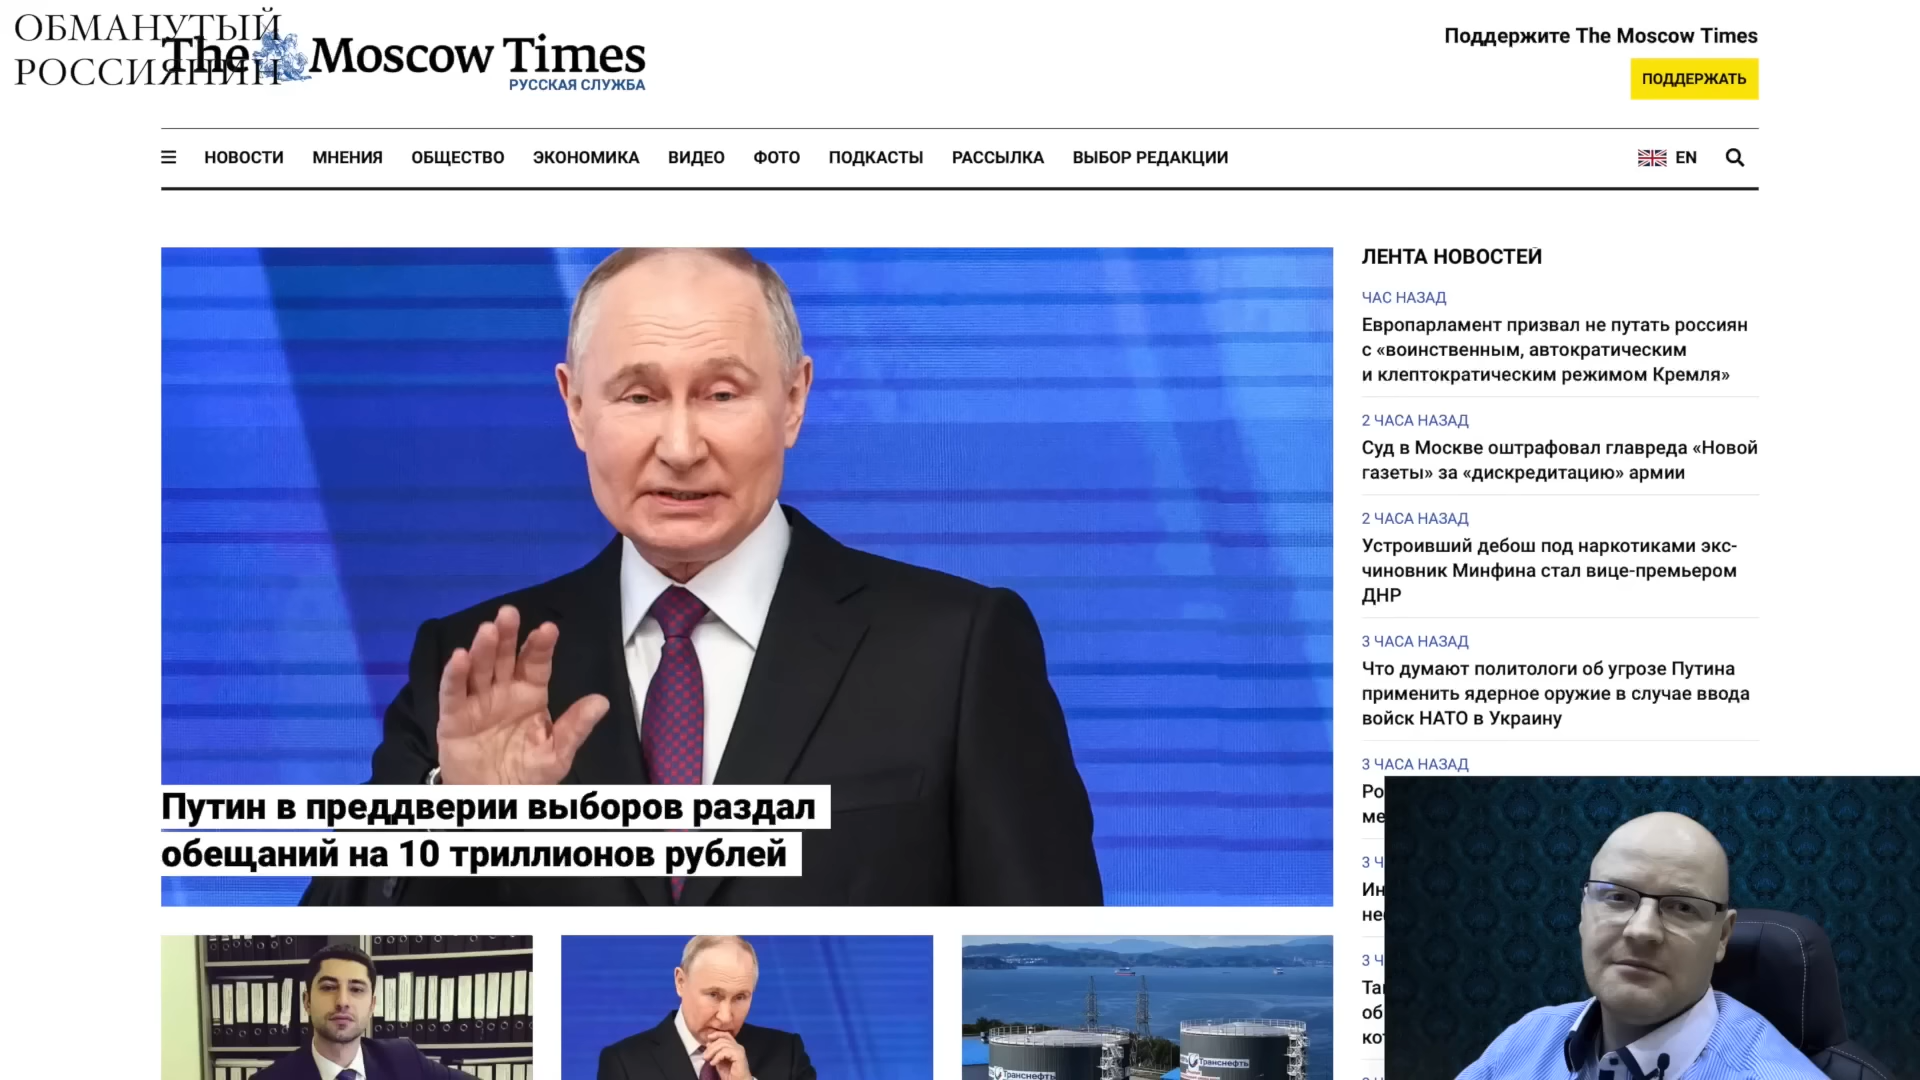 ОБМАНУТЫЙ
РОССИЯНИН
The Moscow Times
РУССКАЯ СЛУЖБА
Поддержите The Moscow Times
ПОДДЕРЖАТЬ
НОВОСТИ МНЕНИЯ ОБЩЕСТВО ЭКОНОМИКА ВИДЕО ФОТО ПОДКАСТЫ РАССЫЛКА ВЫБОР РЕДАКЦИИ EN
Путин в преддверии выборов раздал
обещаний на 10 триллионов рублей
ЛЕНТА НОВОСТЕЙ
ЧАС НАЗАД
Европарламент призвал не путать россиян
с «воинственным, автократическим
и клептократическим режимом Кремля»
2 ЧАСА НАЗАД
Суд в Москве оштрафовал главреда «Новой
газеты» за «дискредитацию» армии
2 ЧАСА НАЗАД
Устроивший дебош под наркотиками экс-
чиновник Минфина стал вице-премьером
ДНР
3 ЧАСА НАЗАД
Что думают политологи об угрозе Путина
применить ядерное оружие в случае ввода
войск НАТО в Украину
3 ЧАСА НАЗАД
Транснефть
Транснефть